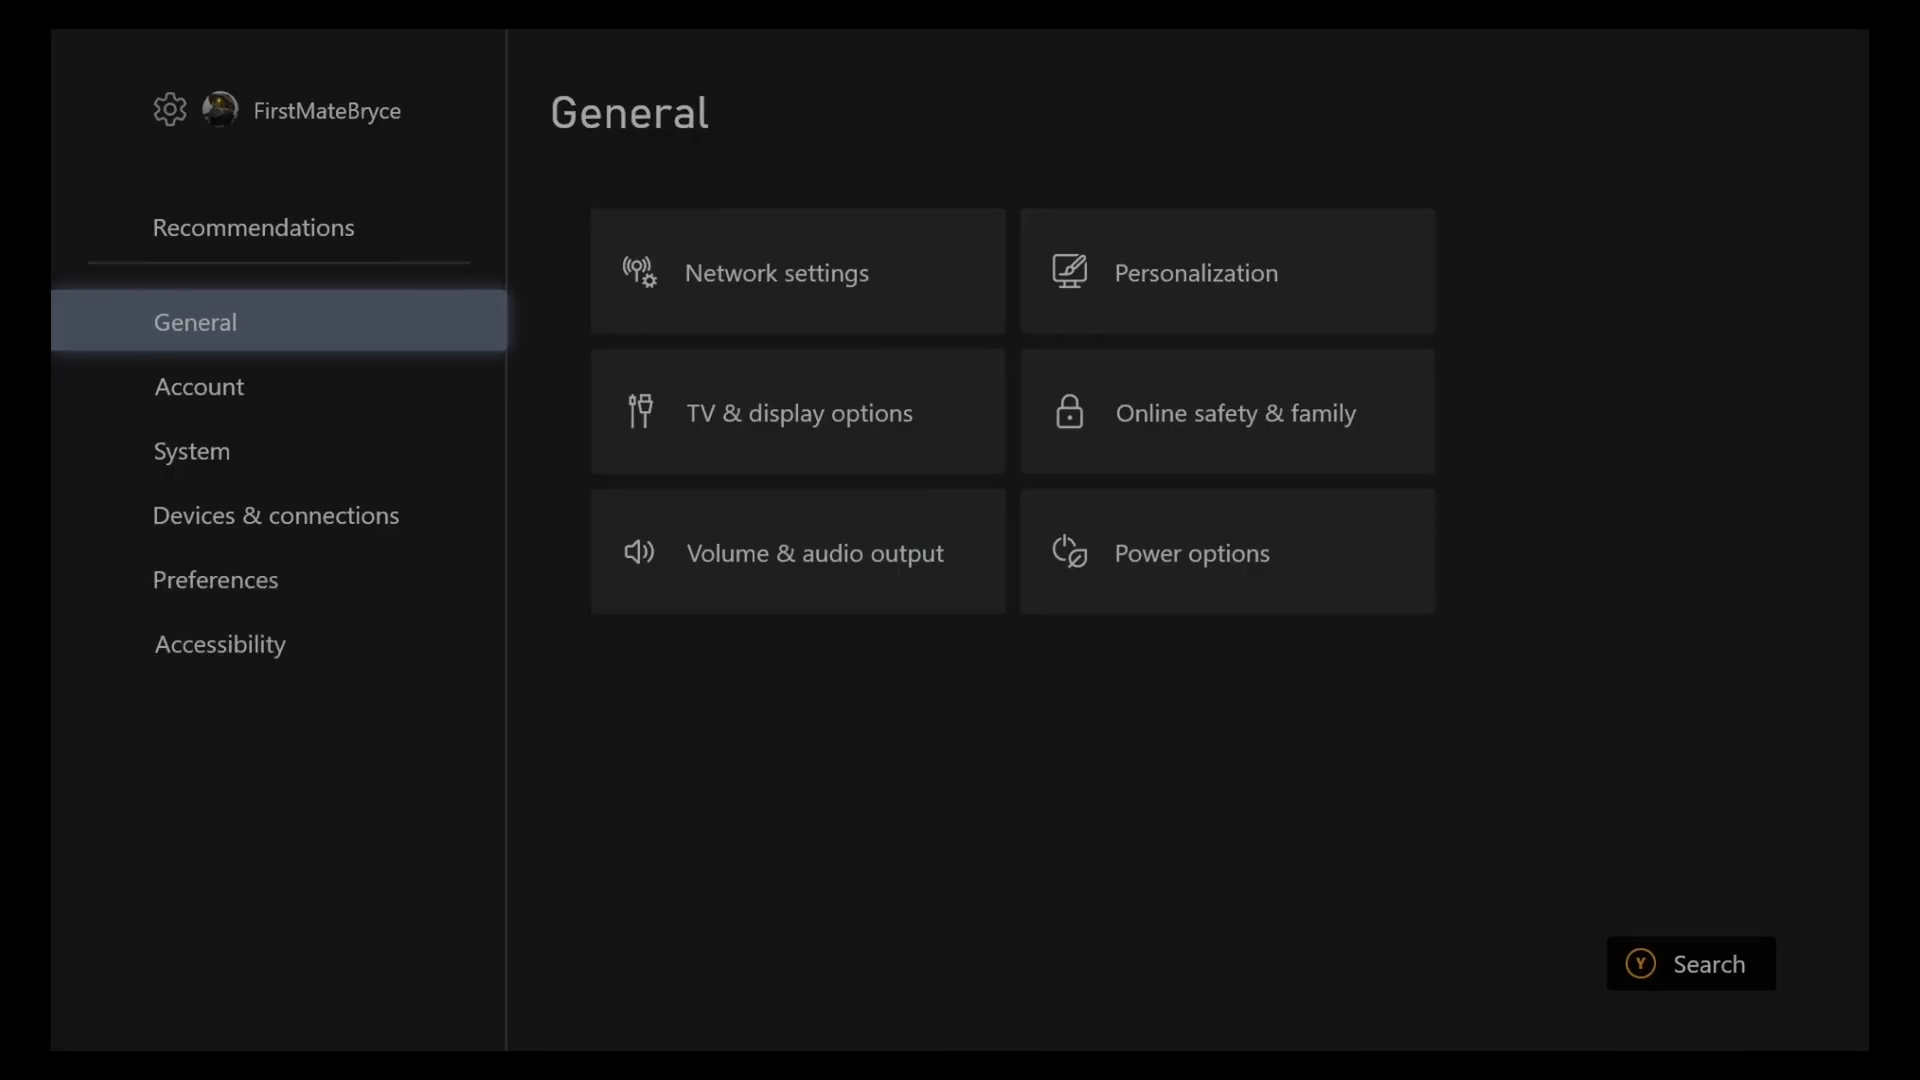 FirstMateBryce
Recommendations
General
Account
System
Devices & connections
Preferences
Accessibility
General
Network settings
Personalization
TV & display options
Online safety & family
Volume & audio output
Power options
Y Search